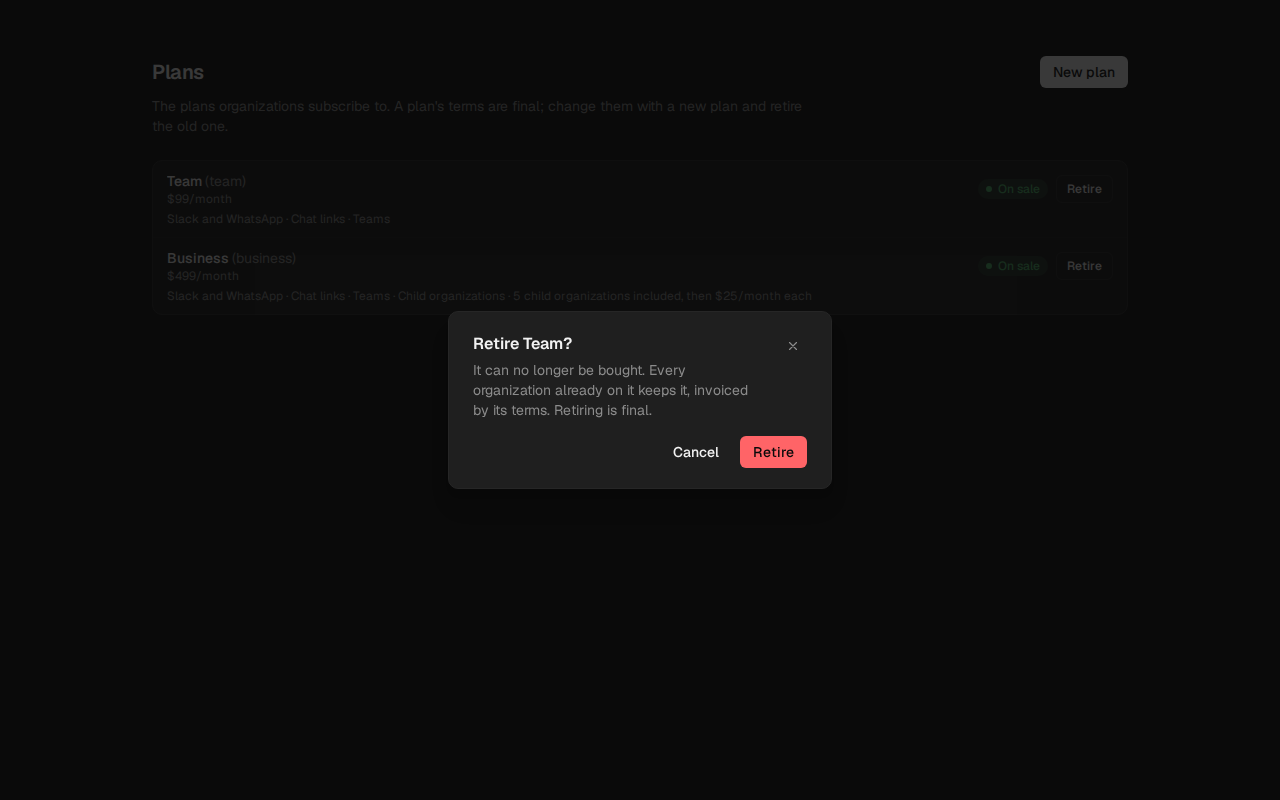 Plans
New plan
The plans organizations subscribe to. A plan's terms are final; change them with a new plan and retire
the old one.
Team (team)
$99/month
Slack and WhatsApp · Chat links · Teams
On sale
Retire
Business (business)
$499/month
Slack and WhatsApp · Chat links · Teams · Child organizations · 5 child organizations included, then $25/month each
On sale
Retire
Retire Team?
It can no longer be bought. Every
organization already on it keeps it, invoiced
by its terms. Retiring is final.
Cancel
Retire